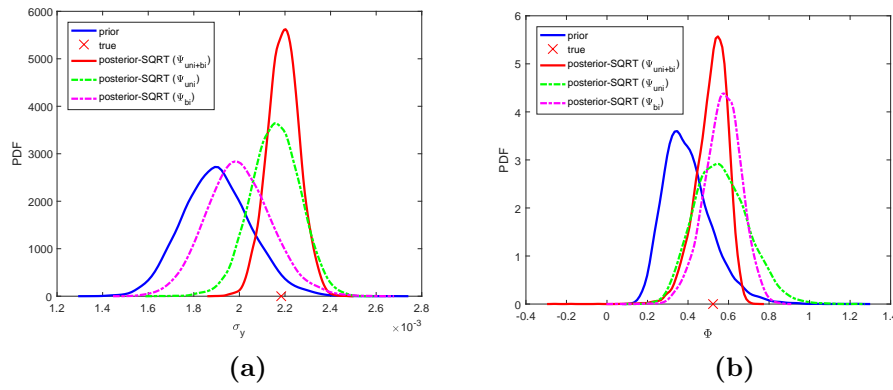 6000
5000
4000
3000
2000
1000
0
PDF
prior
true
posterior-SQRT (Ψuni+bi)
posterior-SQRT (Ψuni)
posterior-SQRT (Ψbi)
1.2 1.4 1.6 1.8 2 2.2 2.4 2.6 2.8
σy
×10-3
(a)
6
5
4
3
2
1
0
PDF
prior
true
posterior-SQRT (Ψuni+bi)
posterior-SQRT (Ψuni)
posterior-SQRT (Ψbi)
-0.4 -0.2 0 0.2 0.4 0.6 0.8 1 1.2 1.4
Φ
(b)